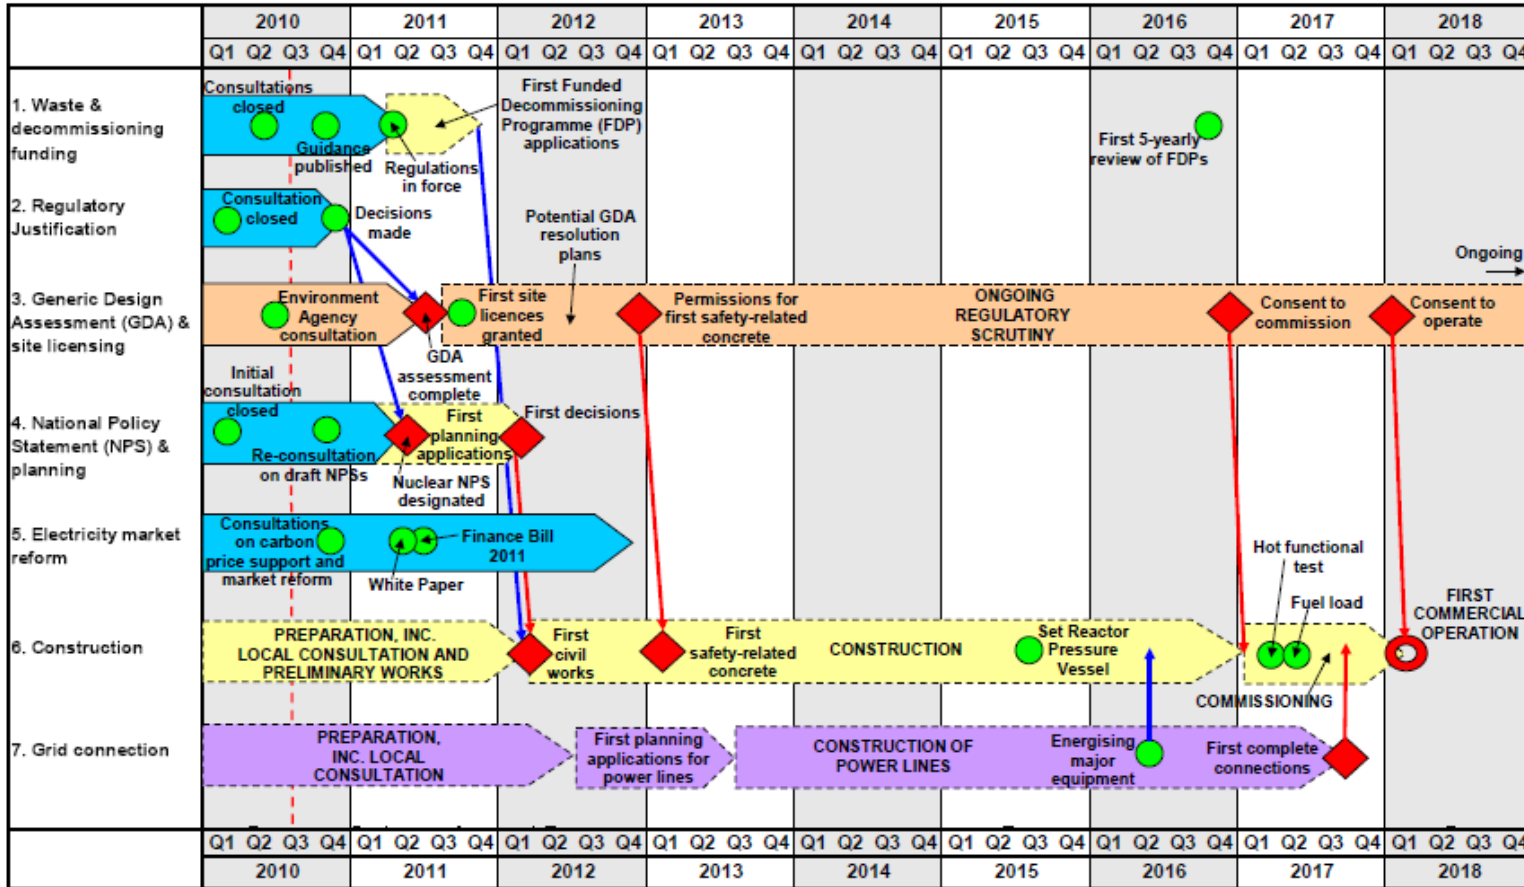 2010 2011 2012 2013 2014 2015 2016 2017 2018
Q1 Q2 Q3 Q4 Q1 Q2 Q3 Q4 Q1 Q2 Q3 Q4 Q1 Q2 Q3 Q4 Q1 Q2 Q3 Q4 Q1 Q2 Q3 Q4 Q1 Q2 Q3 Q4 Q1 Q2 Q3 Q4 Q1 Q2 Q3 Q4
1. Waste &
decommissioning
funding
Consultations
closed
Guidance
published
Regulations
in force
First Funded
Decommissioning
Programme (FDP)
applications
First 5-yearly
review of FDPs
2. Regulatory
Justification
Consultation
closed
Decisions
made
Potential GDA
resolution
plans
Ongoing
3. Generic Design
Assessment (GDA) &
site licensing
Environment
Agency
consultation
GDA
assessment
complete
First site
licences
granted
Permissions for
first safety-related
concrete
ONGOING
REGULATORY
SCRUTINY
Consent to
commission
Consent to
operate
4. National Policy
Statement (NPS) &
planning
Initial
consultation
closed
Re-consultation
on draft NPSs
Nuclear NPS
designated
First
planning
applications
First decisions
5. Electricity market
reform
Consultations
on carbon
price support and
market reform
White Paper
Finance Bill
2011
6. Construction
PREPARATION, INC.
LOCAL CONSULTATION AND
PRELIMINARY WORKS
First
civil
works
First
safety-related
concrete
CONSTRUCTION
Set Reactor
Pressure
Vessel
Hot functional
test
Fuel load
COMMISSIONING
FIRST
COMMERCIAL
OPERATION
7. Grid connection
PREPARATION,
INC. LOCAL
CONSULTATION
First planning
applications for
power lines
CONSTRUCTION OF
POWER LINES
Energising
major
equipment
First complete
connections
Q1 Q2 Q3 Q4 Q1 Q2 Q3 Q4 Q1 Q2 Q3 Q4 Q1 Q2 Q3 Q4 Q1 Q2 Q3 Q4 Q1 Q2 Q3 Q4 Q1 Q2 Q3 Q4 Q1 Q2 Q3 Q4 Q1 Q2 Q3 Q4
2010 2011 2012 2013 2014 2015 2016 2017 2018